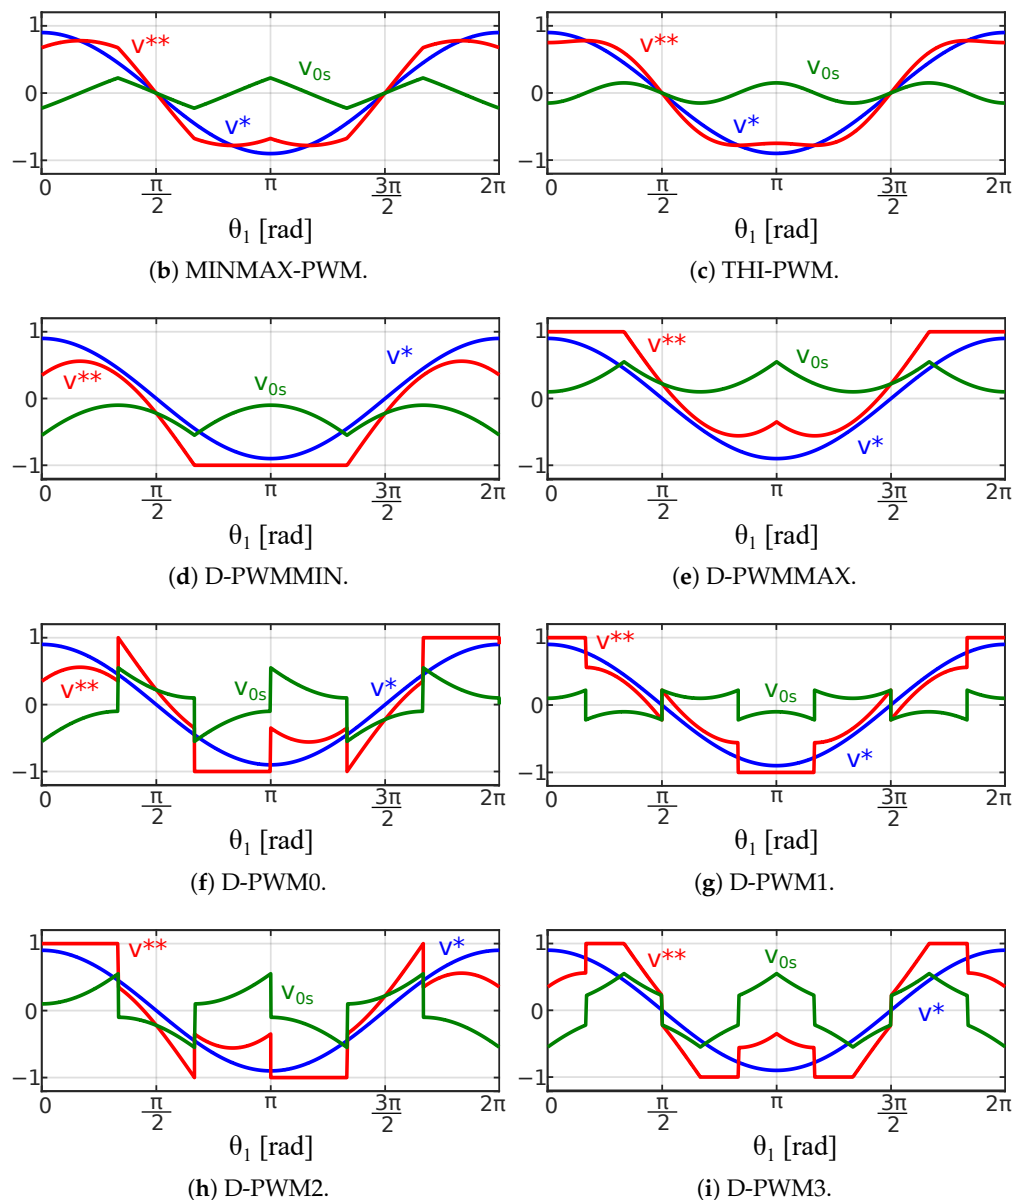 1
0
−1
v**
v0s
v*
0
π/2
π
3π/2
2π
θ1 [rad]
(b) MINMAX-PWM.
1
0
−1
v**
v0s
v*
0
π/2
π
3π/2
2π
θ1 [rad]
(c) THI-PWM.
1
0
−1
v**
v0s
v*
0
π/2
π
3π/2
2π
θ1 [rad]
(d) D-PWMMIN.
1
0
−1
v**
v0s
v*
0
π/2
π
3π/2
2π
θ1 [rad]
(e) D-PWMMAX.
1
0
−1
v**
v0s
v*
0
π/2
π
3π/2
2π
θ1 [rad]
(f) D-PWM0.
1
0
−1
v**
v0s
v*
0
π/2
π
3π/2
2π
θ1 [rad]
(g) D-PWM1.
1
0
−1
v**
v0s
v*
0
π/2
π
3π/2
2π
θ1 [rad]
(h) D-PWM2.
1
0
−1
v**
v0s
v*
0
π/2
π
3π/2
2π
θ1 [rad]
(i) D-PWM3.